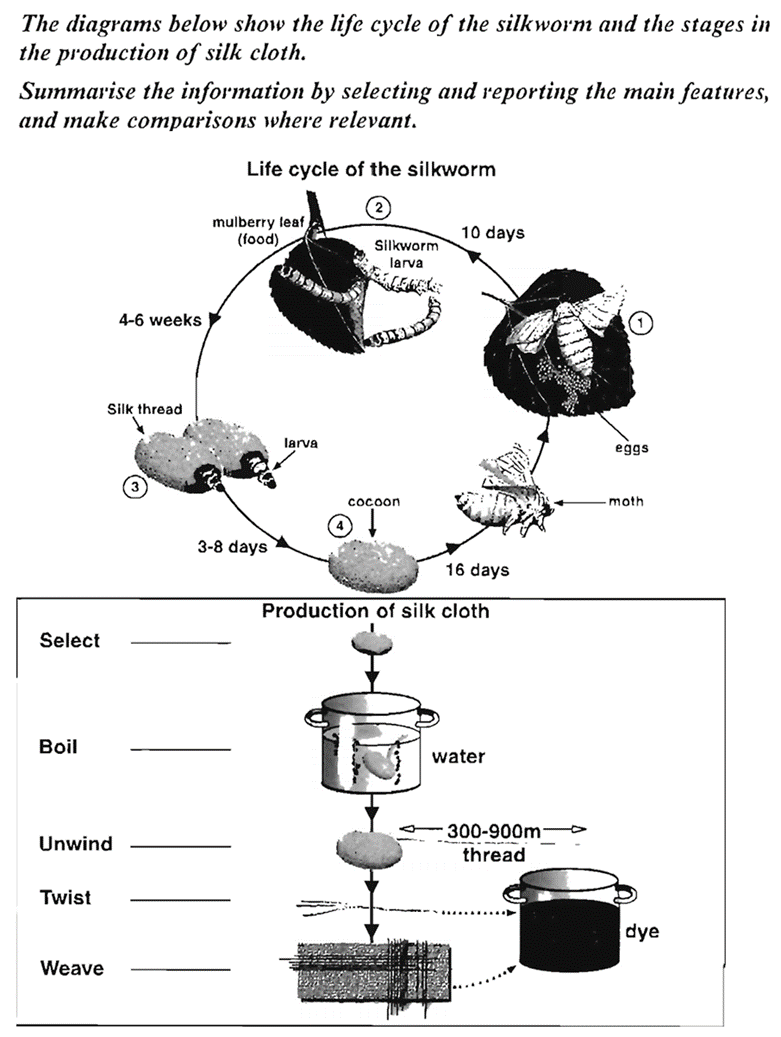 The diagrams below show the life cycle of the silkworm and the stages in
the production of silk cloth.
Summarise the information by selecting and reporting the main features,
and make comparisons where relevant.
Life cycle of the silkworm
2
mulberry leaf
(food)
Silkworm
larva
10 days
1
4-6 weeks
eggs
Silk thread
larva
3
cocoon
4
moth
3-8 days
16 days
Production of silk cloth
Select
Boil
water
Unwind
300-900m
thread
Twist
dye
Weave